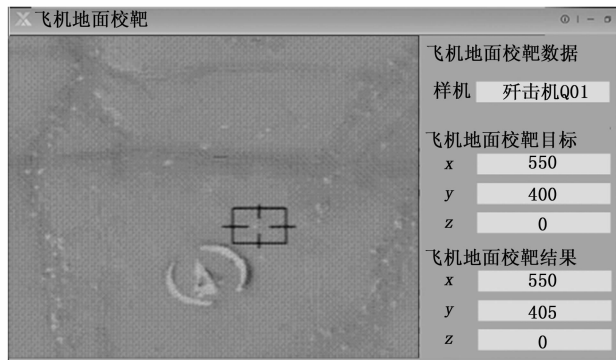 飞机地面校靶
飞机地面校靶数据
样机 歼击机Q01
飞机地面校靶目标
x 550
y 400
z 0
飞机地面校靶结果
x 550
y 405
z 0